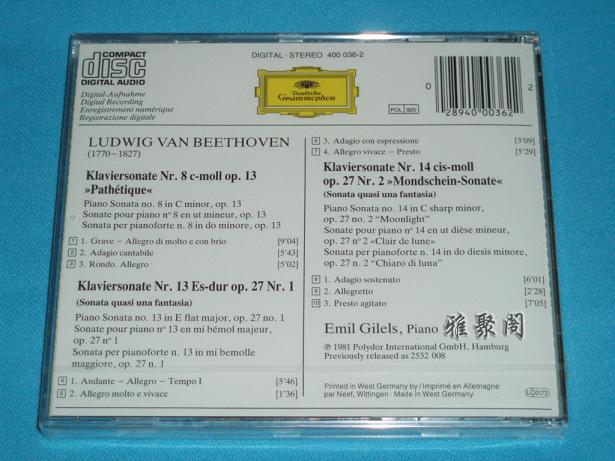 COMPACT
disc
DIGITAL AUDIO
DIGITAL · STEREO 400 036-2
Deutsche
Grammophon
POL 925
0
28940 00362
2
Digital-Aufnahme
Digital Recording
Enregistrement numérique
Registrazione digitale
LUDWIG VAN BEETHOVEN
(1770–1827)
Klaviersonate Nr. 8 c-moll op. 13
»Pathétique«
Piano Sonata no. 8 in C minor, op. 13
Sonate pour piano nº 8 en ut mineur, op. 13
Sonata per pianoforte n. 8 in do minore, op. 13
1 1. Grave – Allegro di molto e con brio [9'04]
2 2. Adagio cantabile [5'43]
3 3. Rondo. Allegro [5'02]
Klaviersonate Nr. 13 Es-dur op. 27 Nr. 1
(Sonata quasi una fantasia)
Piano Sonata no. 13 in E flat major, op. 27 no. 1
Sonate pour piano nº 13 en mi bémol majeur,
op. 27 nº 1
Sonata per pianoforte n. 13 in mi bemolle
maggiore, op. 27 n. 1
4 1. Andante – Allegro – Tempo I [5'46]
5 2. Allegro molto e vivace [1'36]
6 3. Adagio con espressione [3'09]
7 4. Allegro vivace – Presto [5'29]
Klaviersonate Nr. 14 cis-moll
op. 27 Nr. 2 »Mondschein-Sonate«
(Sonata quasi una fantasia)
Piano Sonata no. 14 in C sharp minor,
op. 27 no. 2 “Moonlight”
Sonate pour piano nº 14 en ut dièse mineur,
op. 27 nº 2 «Clair de lune»
Sonata per pianoforte n. 14 in do diesis minore,
op. 27 n. 2 “Chiaro di luna”
8 1. Adagio sostenuto [6'01]
9 2. Allegretto [2'28]
10 3. Presto agitato [7'05]
Emil Gilels, Piano
雅聚阁
℗ 1981 Polydor International GmbH, Hamburg
Previously released as 2532 008
Printed in West Germany by / Imprimé en Allemagne
par Neef, Wittingen · Made in West Germany
LC 0173